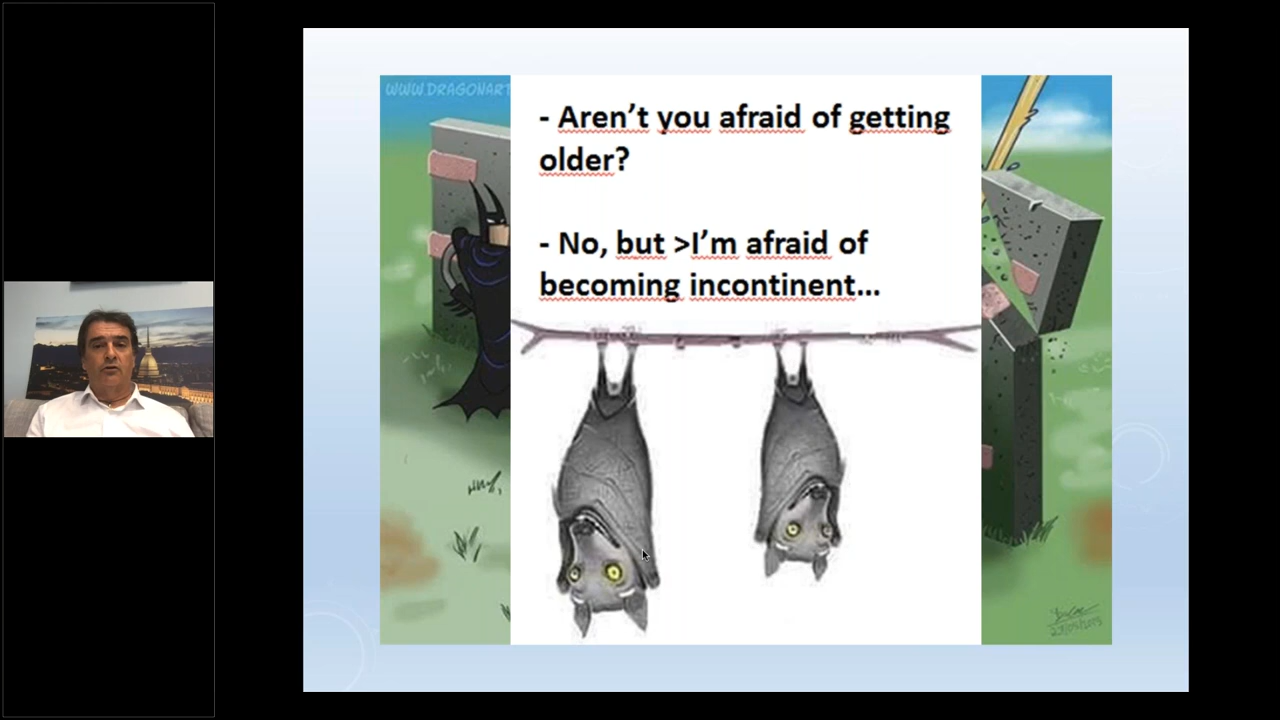 WWW.DRAGONART
- Aren’t you afraid of getting
older?
- No, but >I’m afraid of
becoming incontinent...